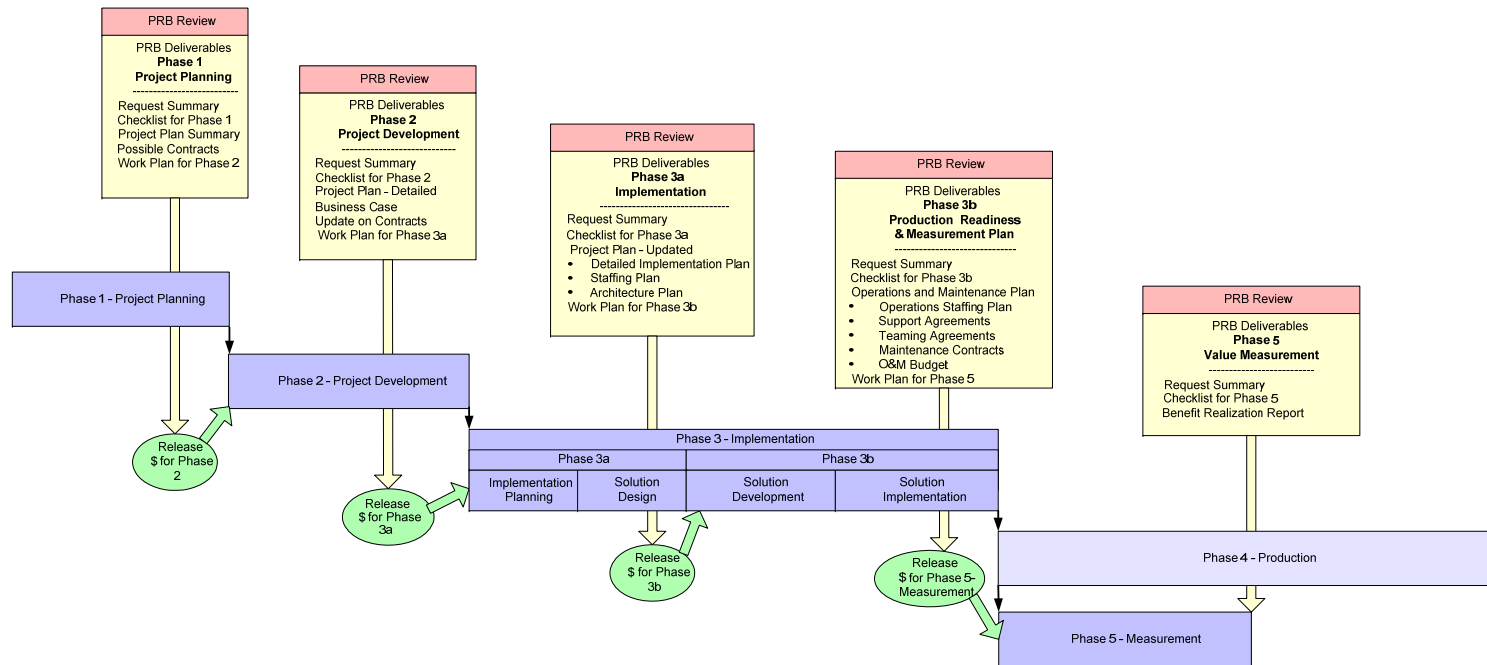 PRB Review
PRB Deliverables
Phase 1
Project Planning
--------------------------
Request Summary
Checklist for Phase 1
Project Plan Summary
Possible Contracts
Work Plan for Phase 2
PRB Review
PRB Deliverables
Phase 2
Project Development
----------------------------
Request Summary
Checklist for Phase 2
Project Plan - Detailed
Business Case
Update on Contracts
Work Plan for Phase 3a
PRB Review
PRB Deliverables
Phase 3a
Implementation
--------------------------------
Request Summary
Checklist for Phase 3a
Project Plan - Updated
• Detailed Implementation Plan
• Staffing Plan
• Architecture Plan
Work Plan for Phase 3b
PRB Review
PRB Deliverables
Phase 3b
Production Readiness
& Measurement Plan
------------------------------
Request Summary
Checklist for Phase 3b
Operations and Maintenance Plan
• Operations Staffing Plan
• Support Agreements
• Teaming Agreements
• Maintenance Contracts
• O&M Budget
Work Plan for Phase 5
PRB Review
PRB Deliverables
Phase 5
Value Measurement
--------------------------
Request Summary
Checklist for Phase 5
Benefit Realization Report
Phase 1 - Project Planning
Phase 2 - Project Development
Phase 3 - Implementation
Phase 3a
Phase 3b
Implementation
Planning
Solution
Design
Solution
Development
Solution
Implementation
Phase 4 - Production
Phase 5 - Measurement
Release
$ for Phase
2
Release
$ for Phase
3a
Release
$ for Phase
3b
Release
$ for Phase 5-
Measurement